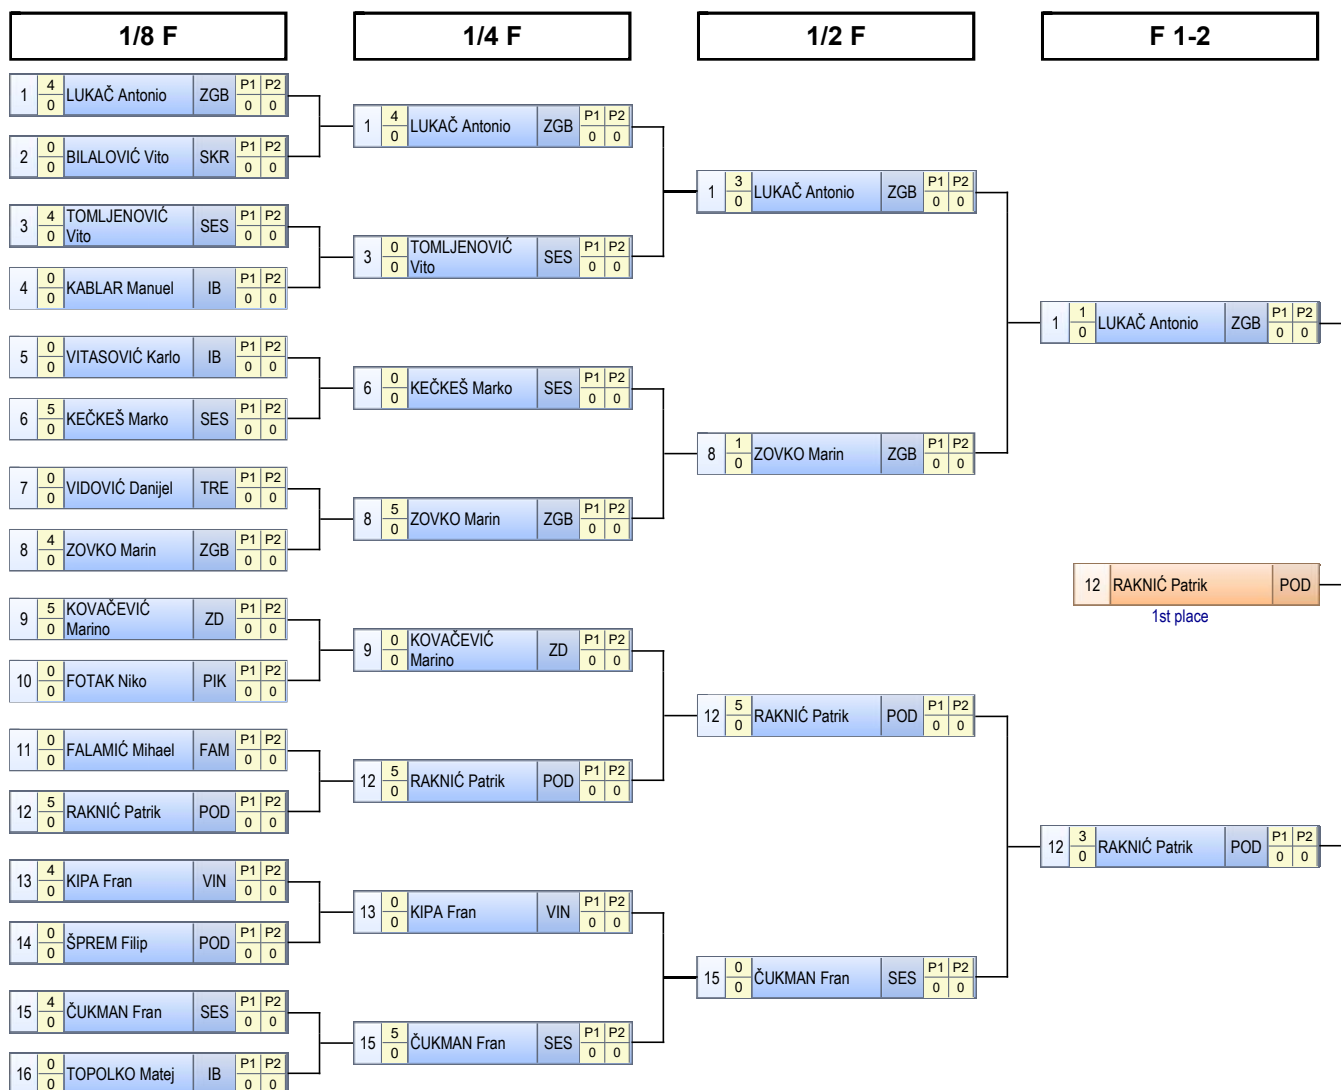 1/8 F
1/4 F
1/2 F
F 1-2
1 4 0 LUKAČ Antonio ZGB P1 P2 0 0
2 0 0 BILALOVIĆ Vito SKR P1 P2 0 0
3 4 0 TOMLJENOVIĆ Vito SES P1 P2 0 0
4 0 0 KABLAR Manuel IB P1 P2 0 0
5 0 0 VITASOVIĆ Karlo IB P1 P2 0 0
6 5 0 KEČKEŠ Marko SES P1 P2 0 0
7 0 0 VIDOVIĆ Danijel TRE P1 P2 0 0
8 4 0 ZOVKO Marin ZGB P1 P2 0 0
9 5 0 KOVAČEVIĆ Marino ZD P1 P2 0 0
10 0 0 FOTAK Niko PIK P1 P2 0 0
11 0 0 FALAMIĆ Mihael FAM P1 P2 0 0
12 5 0 RAKNIĆ Patrik POD P1 P2 0 0
13 4 0 KIPA Fran VIN P1 P2 0 0
14 0 0 ŠPREM Filip POD P1 P2 0 0
15 4 0 ČUKMAN Fran SES P1 P2 0 0
16 0 0 TOPOLKO Matej IB P1 P2 0 0
1 4 0 LUKAČ Antonio ZGB P1 P2 0 0
3 0 0 TOMLJENOVIĆ Vito SES P1 P2 0 0
6 0 0 KEČKEŠ Marko SES P1 P2 0 0
8 5 0 ZOVKO Marin ZGB P1 P2 0 0
9 0 0 KOVAČEVIĆ Marino ZD P1 P2 0 0
12 5 0 RAKNIĆ Patrik POD P1 P2 0 0
13 0 0 KIPA Fran VIN P1 P2 0 0
15 5 0 ČUKMAN Fran SES P1 P2 0 0
1 3 0 LUKAČ Antonio ZGB P1 P2 0 0
8 1 0 ZOVKO Marin ZGB P1 P2 0 0
12 5 0 RAKNIĆ Patrik POD P1 P2 0 0
15 0 0 ČUKMAN Fran SES P1 P2 0 0
1 1 0 LUKAČ Antonio ZGB P1 P2 0 0
12 RAKNIĆ Patrik POD
1st place
12 3 0 RAKNIĆ Patrik POD P1 P2 0 0